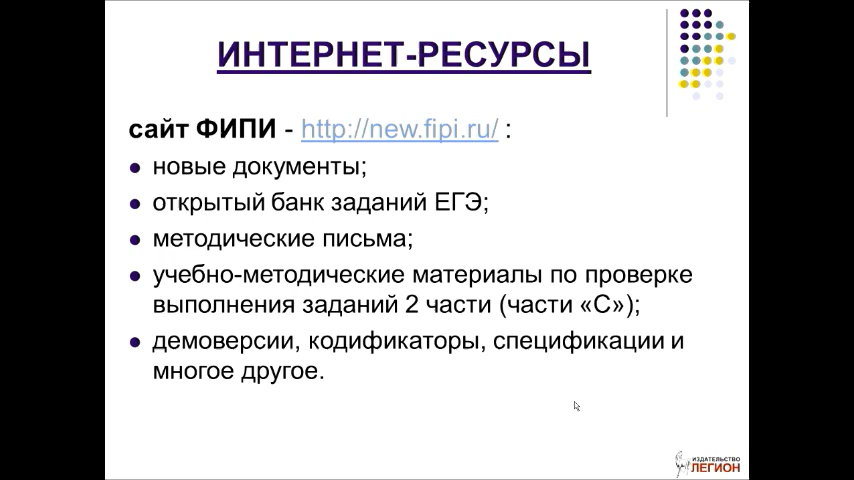 ИНТЕРНЕТ-РЕСУРСЫ
сайт ФИПИ - http://new.fipi.ru/ :
новые документы;
открытый банк заданий ЕГЭ;
методические письма;
учебно-методические материалы по проверке
выполнения заданий 2 части (части «С»);
демоверсии, кодификаторы, спецификации и
многое другое.
ИЗДАТЕЛЬСТВО
ЛЕГИОН